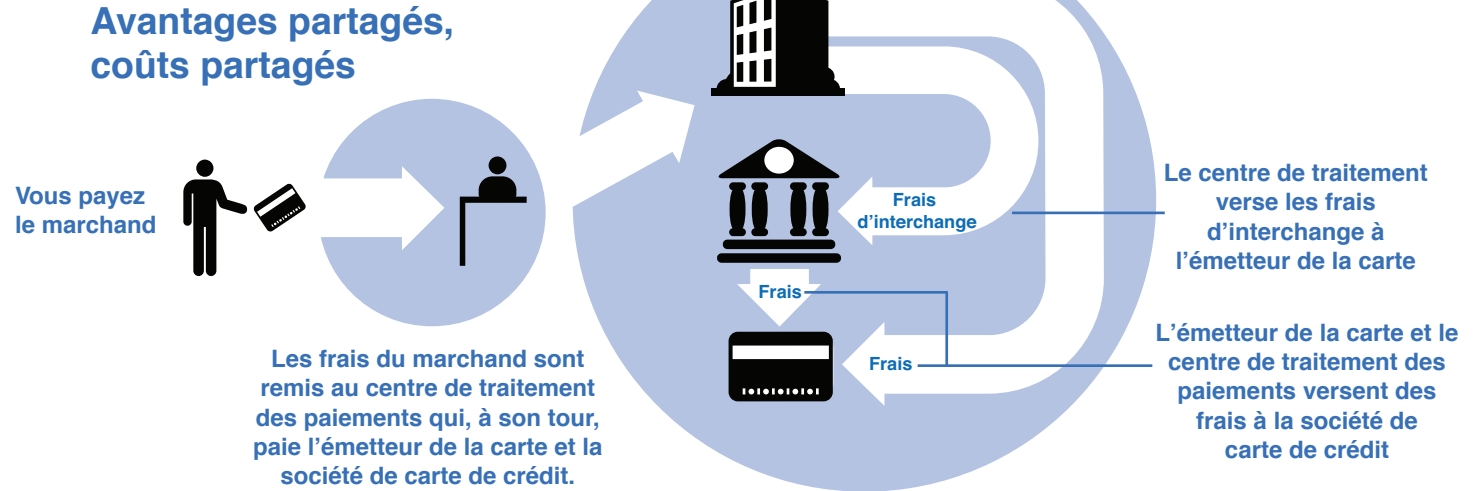 Avantages partagés,
coûts partagés
Vous payez
le marchand
Les frais du marchand sont
remis au centre de traitement
des paiements qui, à son tour,
paie l’émetteur de la carte et la
société de carte de crédit.
Frais
d’interchange
Frais
Frais
Le centre de traitement
verse les frais
d’interchange à
l’émetteur de la carte
L’émetteur de la carte et le
centre de traitement des
paiements versent des
frais à la société de
carte de crédit